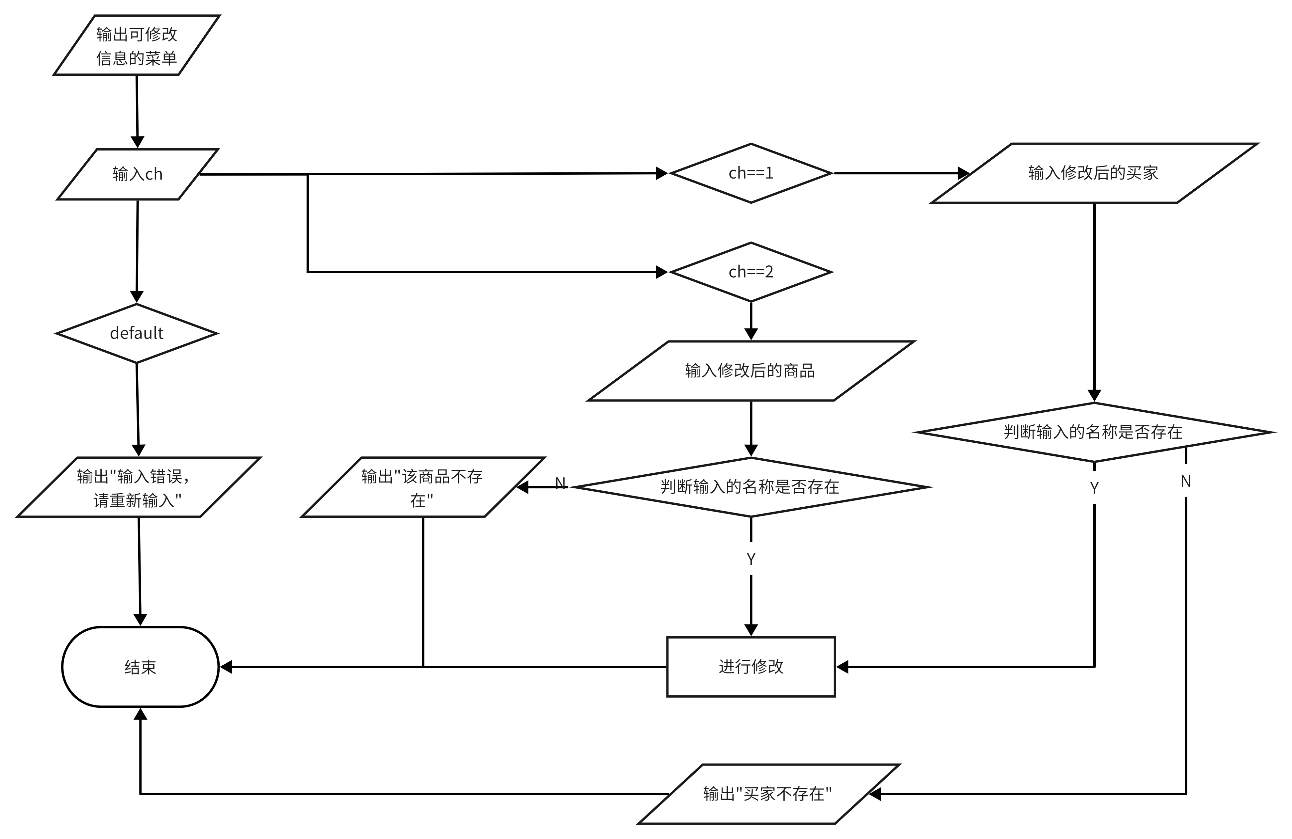 输出可修改
信息的菜单
输入ch
ch==1
输入修改后的买家
ch==2
default
输入修改后的商品
判断输入的名称是否存在
输出"输入错误，
请重新输入"
输出"该商品不存
在"
N
判断输入的名称是否存在
Y
N
Y
结束
进行修改
输出"买家不存在"